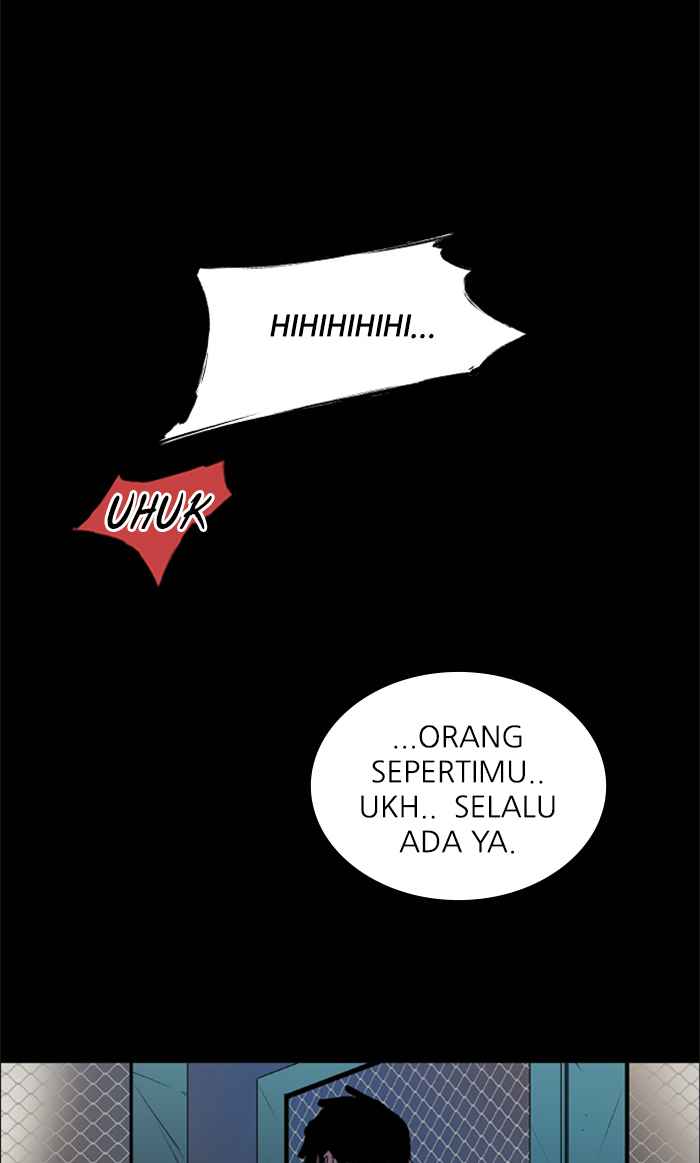 HIHIHIHIHI...
UHUK
...ORANG
SEPERTIMU..
UKH.. SELALU
ADA YA.